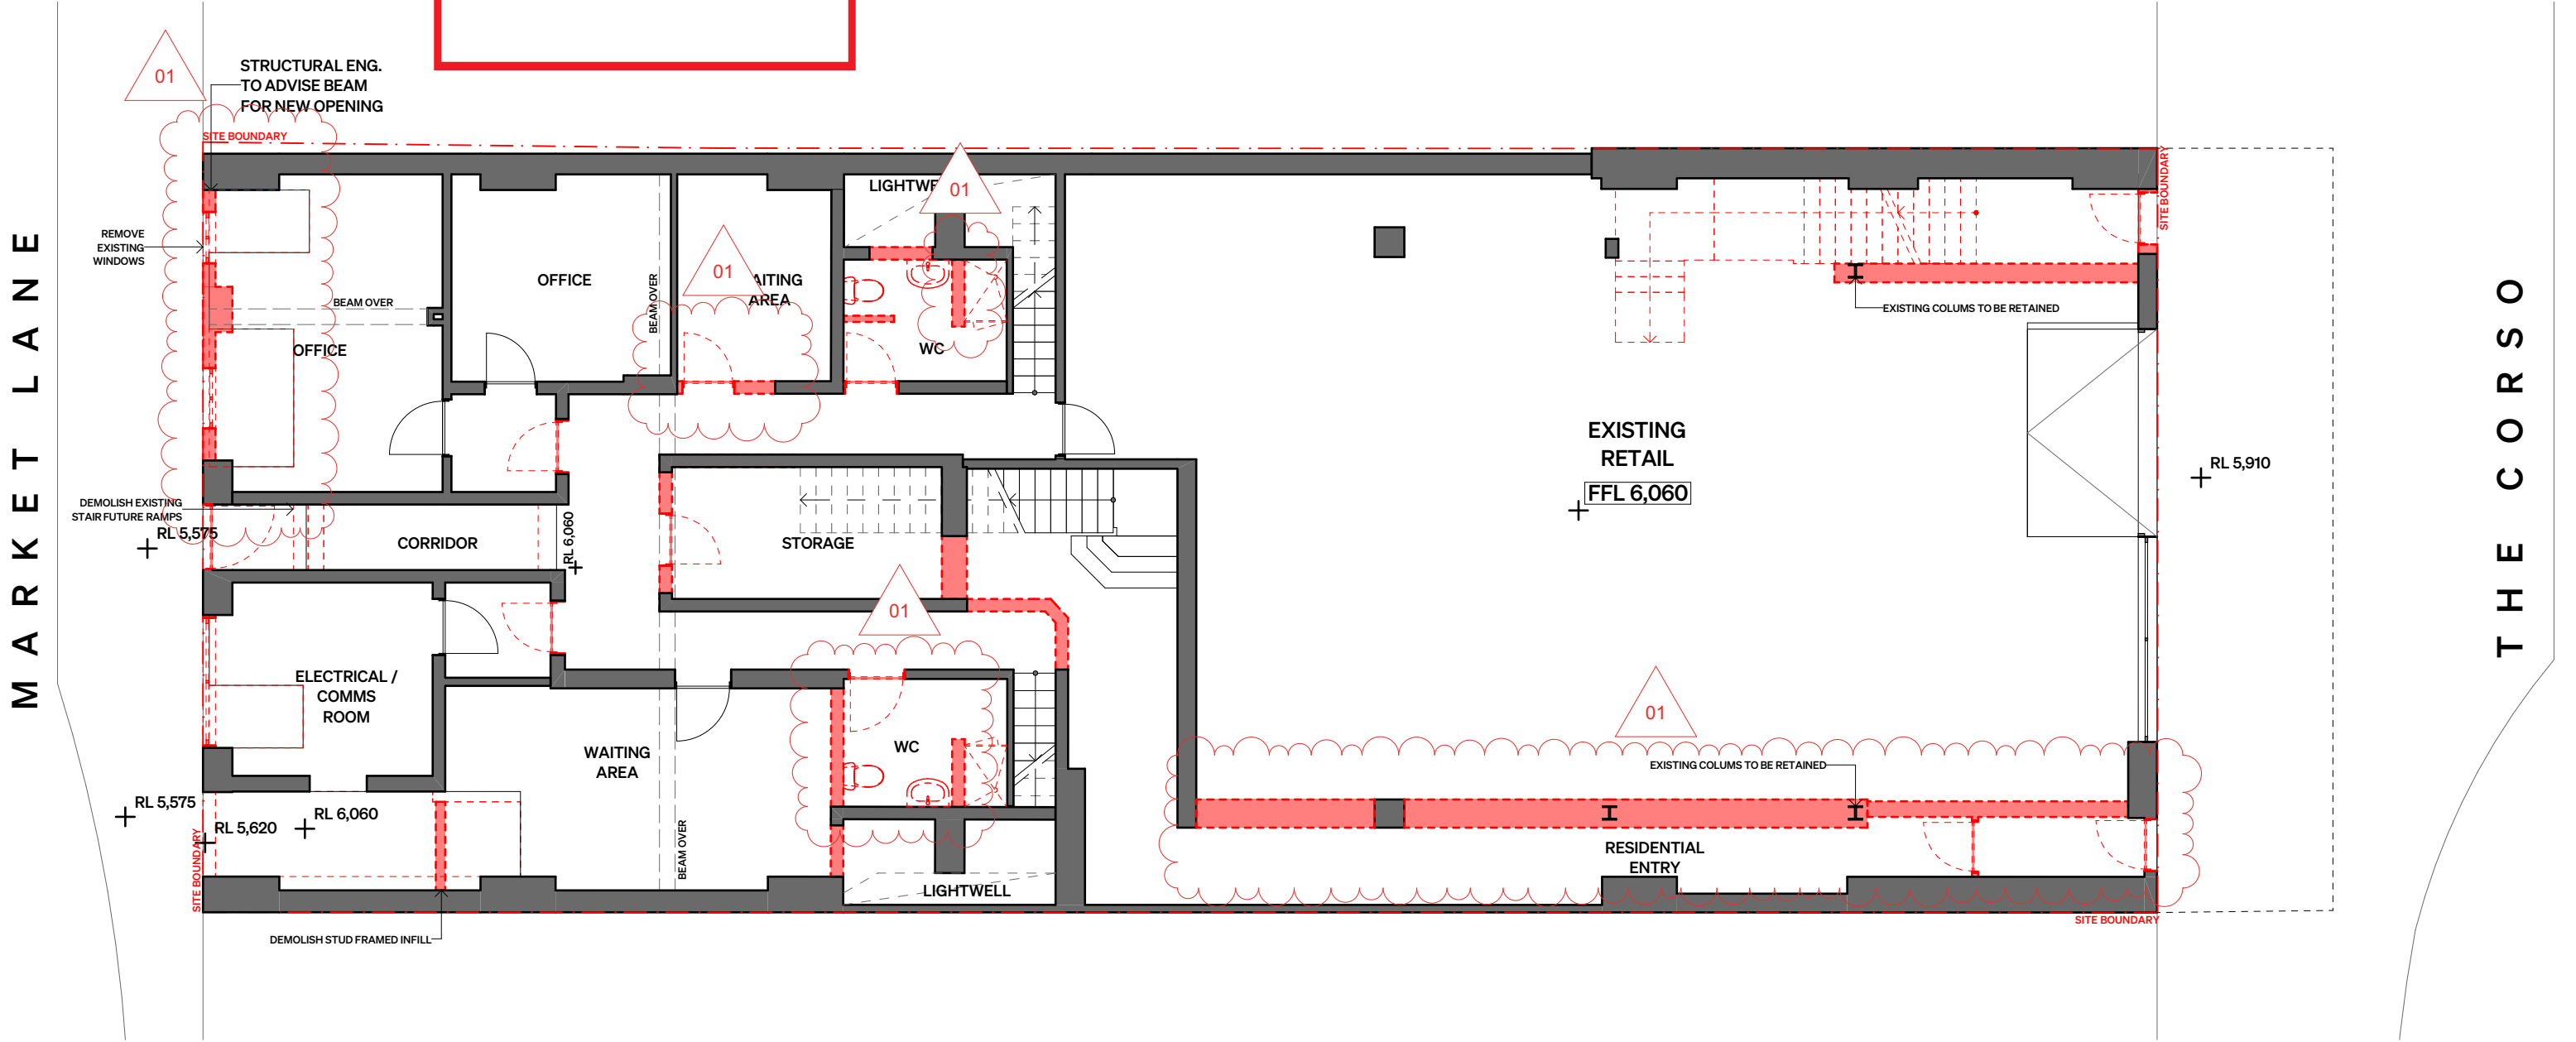 01
STRUCTURAL ENG.
TO ADVISE BEAM
FOR NEW OPENING
SITE BOUNDARY
MARKET LANE
REMOVE
EXISTING
WINDOWS
BEAM OVER
OFFICE
OFFICE
BEAM OVER
01
AITING
AREA
LIGHTWE
01
WC
SITE BOUNDARY
EXISTING COLUMS TO BE RETAINED
EXISTING
RETAIL
FFL 6,060
RL 5,910
THE CORSO
DEMOLISH EXISTING
STAIR FUTURE RAMPS
RL 5,575
CORRIDOR
RL 6,060
STORAGE
01
ELECTRICAL /
COMMS
ROOM
WAITING
AREA
WC
01
EXISTING COLUMS TO BE RETAINED
RL 5,575
RL 5,620
RL 6,060
SITE BOUNDARY
BEAM OVER
LIGHTWELL
RESIDENTIAL
ENTRY
SITE BOUNDARY
DEMOLISH STUD FRAMED INFILL